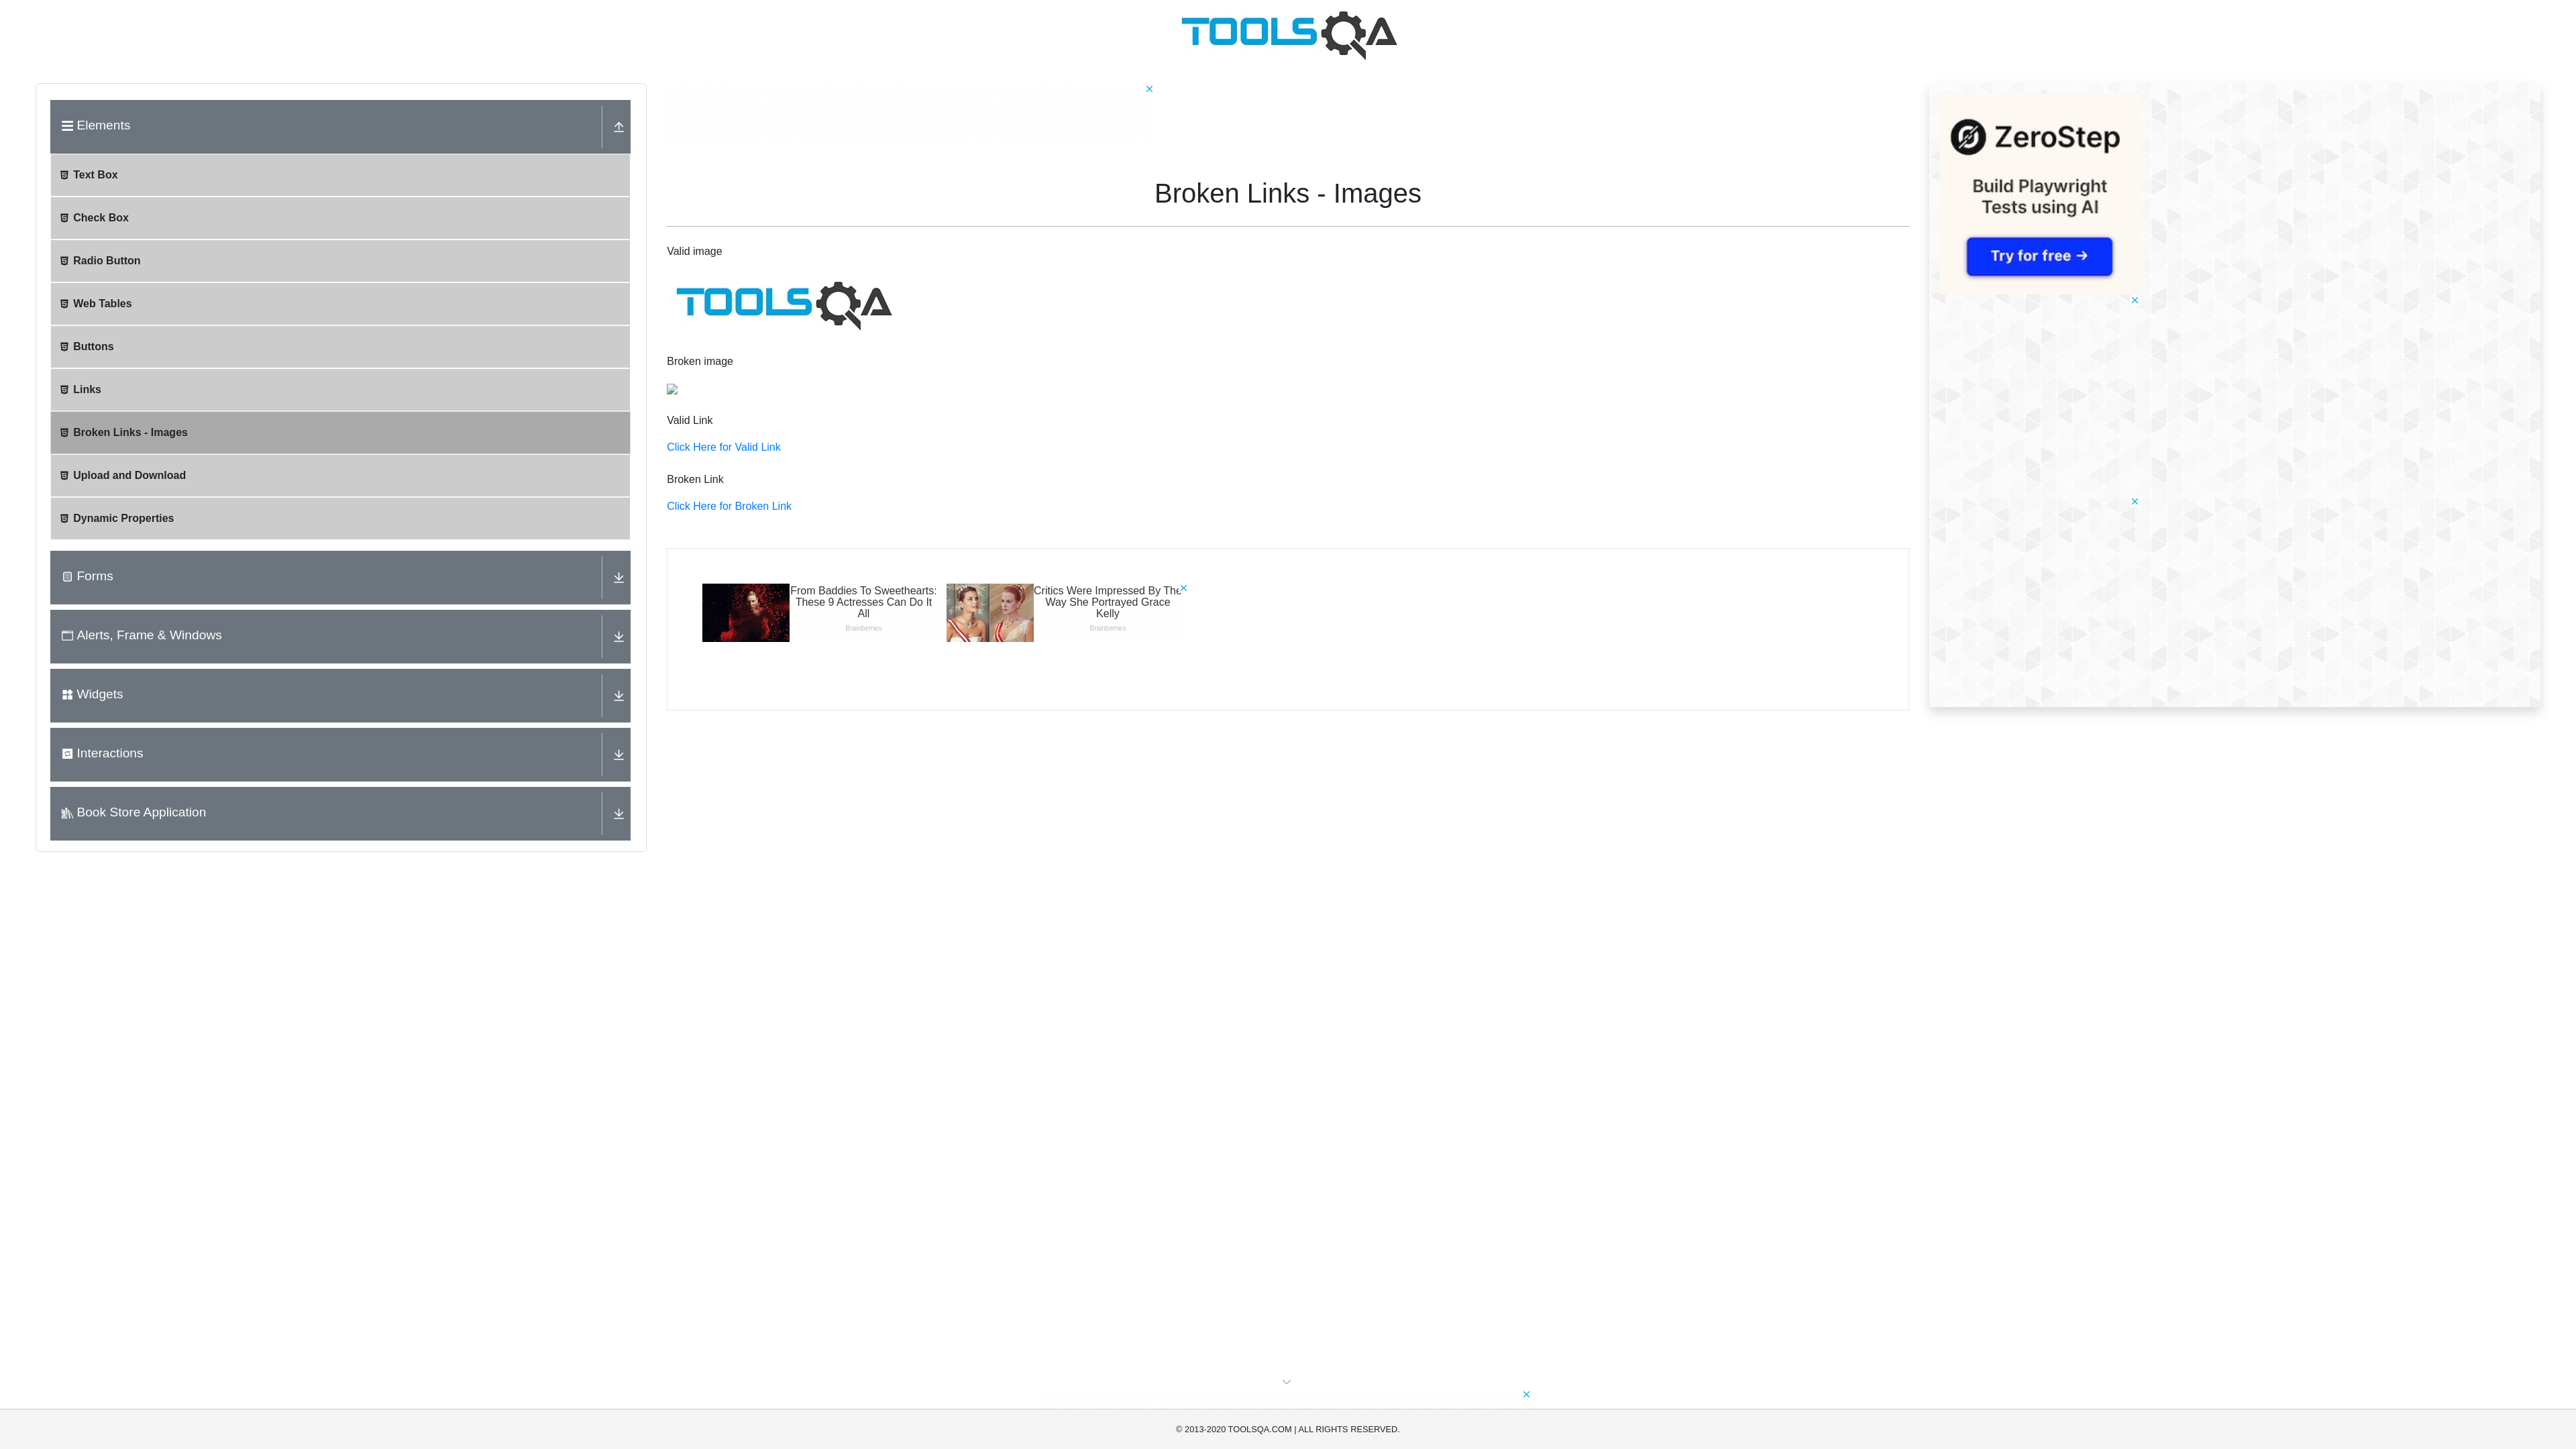 TOOLSQA
Elements
Text Box
Check Box
Radio Button
Web Tables
Buttons
Links
Broken Links - Images
Upload and Download
Dynamic Properties
Forms
Alerts, Frame & Windows
Widgets
Interactions
Book Store Application
Broken Links - Images
Valid image
TOOLSQA
Broken image
Valid Link
Click Here for Valid Link
Broken Link
Click Here for Broken Link
From Baddies To Sweethearts:
These 9 Actresses Can Do It
All
Brainberries
Critics Were Impressed By The
Way She Portrayed Grace
Kelly
Brainberries
ZeroStep
Build Playwright
Tests using AI
Try for free →
© 2013-2020 TOOLSQA.COM | ALL RIGHTS RESERVED.